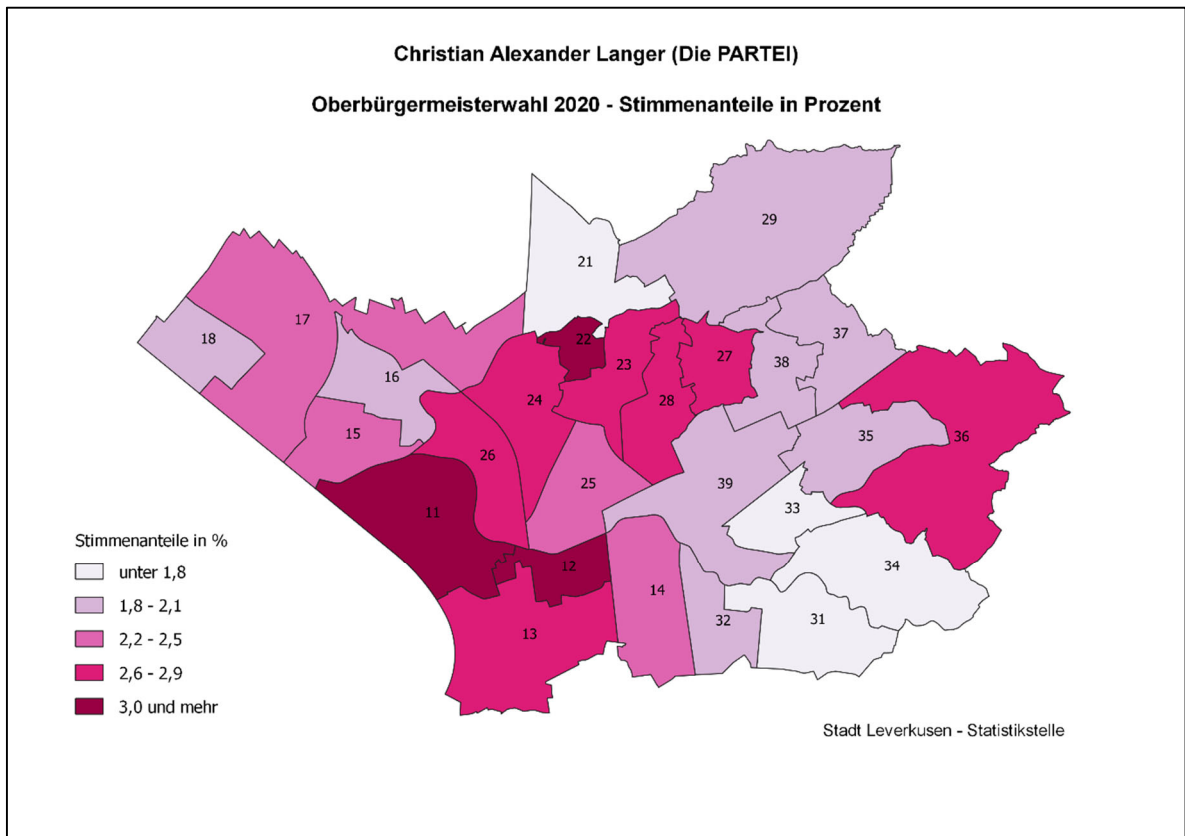 Christian Alexander Langer (Die PARTEI)
Oberbürgermeisterwahl 2020 - Stimmenanteile in Prozent
29
21
17
37
18
22
23
27
38
16
24
28
15
26
35
36
25
39
11
33
12
34
14
32
31
13
Stimmenanteile in %
unter 1,8
1,8 - 2,1
2,2 - 2,5
2,6 - 2,9
3,0 und mehr
Stadt Leverkusen - Statistikstelle